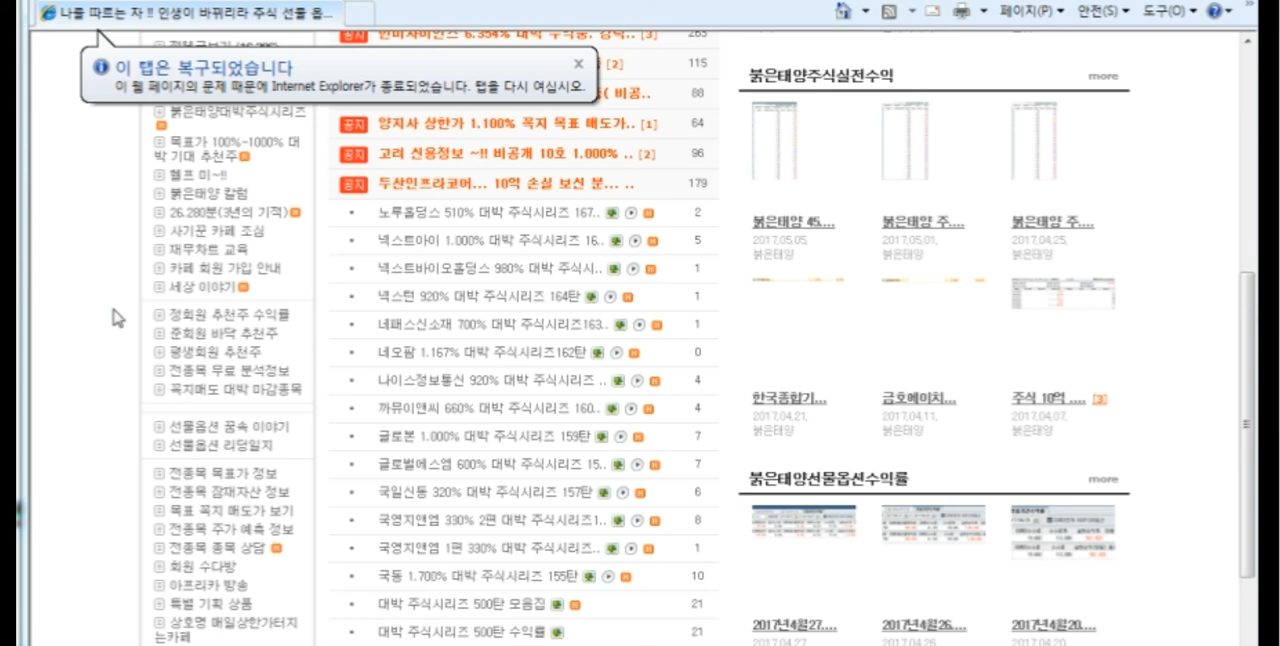 나를 따르는 자 !! 인생이 바뀌리라 주식 선물 옵...
페이지(P)
안전(S)
도구(O)
이 탭은 복구되었습니다
이 웹 페이지의 문제 때문에 Internet Explorer가 종료되었습니다. 탭을 다시 여십시오.
붉은태양대박주식시리즈
목표가 100%~1000% 대
박 기대 추천주
헬프 미~!!
붉은태양 칼럼
26.280분(3년의 기적)
사기꾼 카페 조심
재무차트 교육
카페 회원 가입 안내
세상 이야기
정회원 추천주 수익률
준회원 바닥 추천주
평생회원 추천주
전종목 무료 분석정보
꼭지매도 대박 마감종목
선물옵션 꿈속 이야기
선물옵션 리딩일지
전종목 목표가 정보
전종목 잠재자산 정보
목표 꼭지 매도가 보기
전종목 주가 예측 정보
전종목 종목 상담
회원 수다방
아프리카 방송
특별 기획 상품
상호명 매일상한가터지
는카페
[2] 115
비공.. 88
공지 양지사 상한가 1.100% 꼭지 목표 매도가.. [1] 64
공지 고려 신용정보 ~!! 비공개 10호 1.000% .. [2] 96
공지 두산인프라코어... 10억 손실 보신 분... .. 179
노루홀딩스 510% 대박 주식시리즈 167.. 2
넥스트아이 1.000% 대박 주식시리즈 16.. 5
넥스트바이오홀딩스 980% 대박 주식시.. 1
넥스턴 920% 대박 주식시리즈 164탄 1
네패스신소재 700% 대박 주식시리즈163.. 1
네오팜 1.167% 대박 주식시리즈162탄 0
나이스정보통신 920% 대박 주식시리즈 .. 4
까뮤이앤씨 660% 대박 주식시리즈 160.. 4
글로본 1.000% 대박 주식시리즈 159탄 7
글로벌에스엠 600% 대박 주식시리즈 15.. 7
국일신동 320% 대박 주식시리즈 157탄 6
국영지앤엠 330% 2편 대박 주식시리즈1.. 8
국영지앤엠 1편 330% 대박 주식시리즈.. 1
국동 1.700% 대박 주식시리즈 155탄 10
대박 주식시리즈 500탄 모음집 21
대박 주식시리즈 500탄 수익률 21
붉은태양주식실전수익 more
붉은태양 45.... 붉은태양 주.... 붉은태양 주....
2017.05.05. 2017.05.01. 2017.04.25.
붉은태양 붉은태양 붉은태양
한국종합기... 금호에이치... 주식 10억 .... [3]
2017.04.21. 2017.04.11. 2017.04.07.
붉은태양 붉은태양 붉은태양
붉은태양선물옵션수익률 more
2017년4월27.... 2017년4월26.... 2017년4월20....
2017.04.27 2017.04.26 2017.04.20